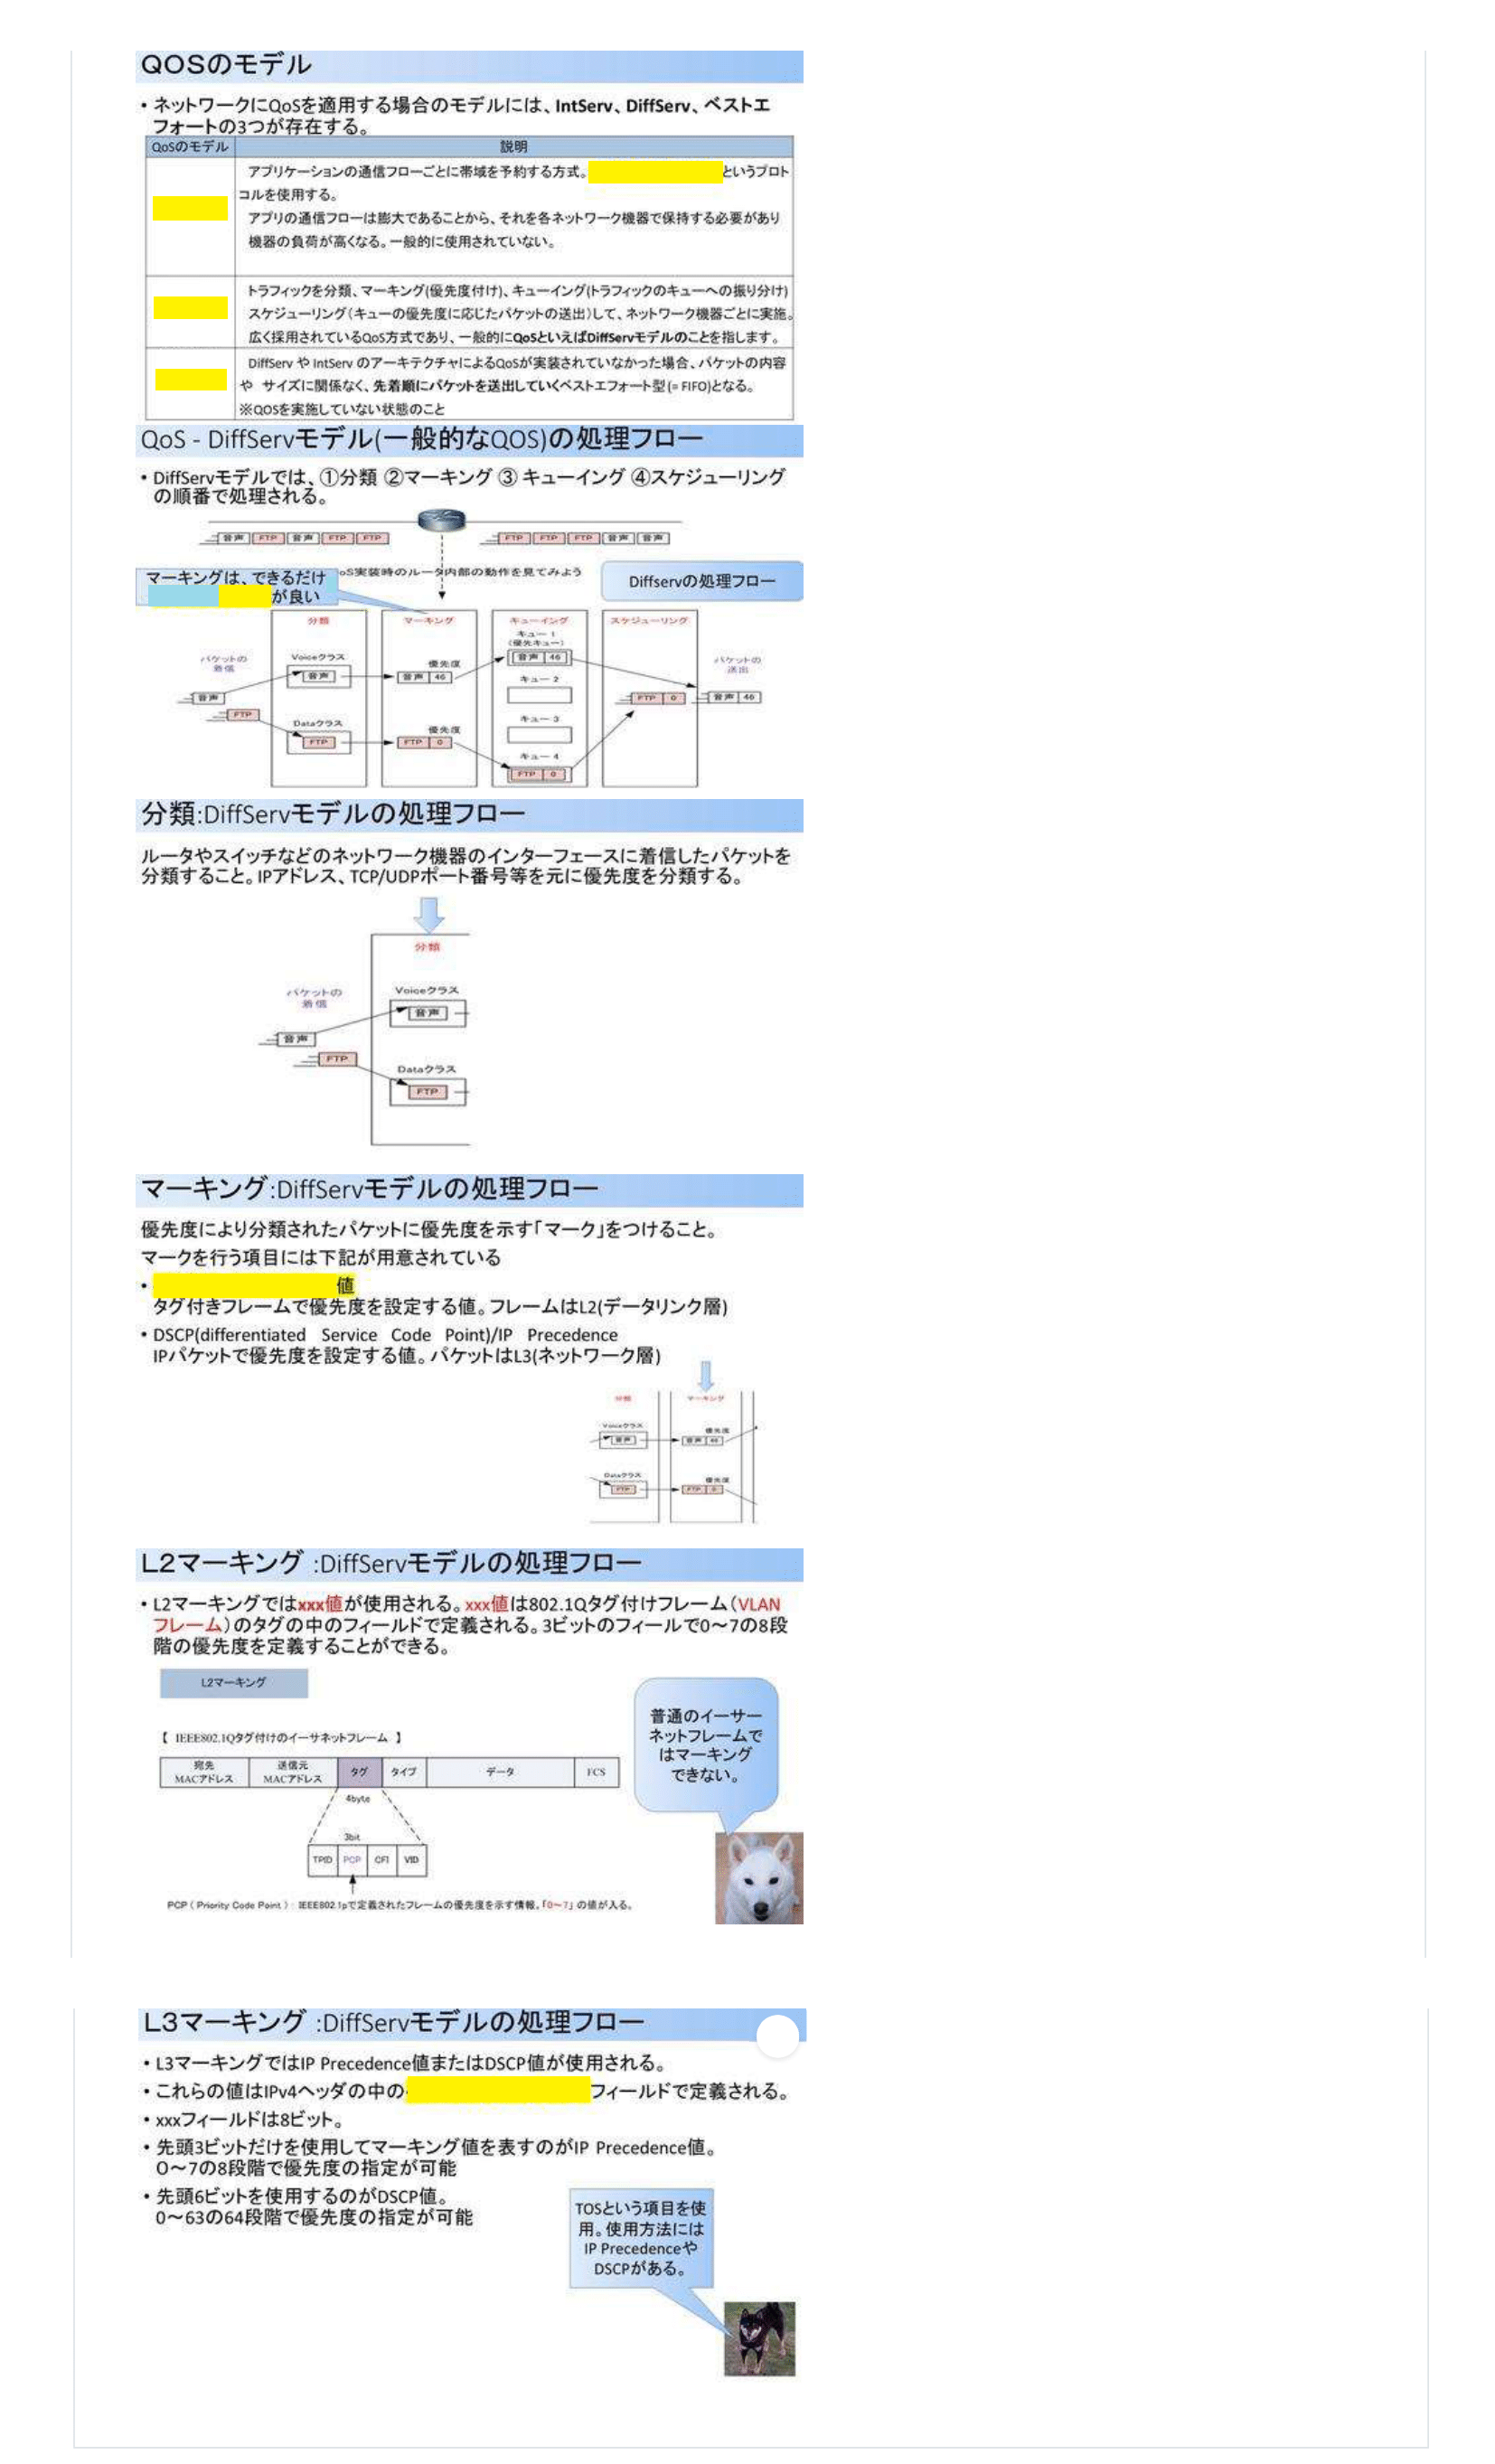 QOSのモデル
• ネットワークにQoSを適用する場合のモデルには、IntServ、DiffServ、ベストエ
フォートの3つが存在する。
QoSのモデル 説明
アプリケーションの通信フローごとに帯域を予約する方式。 というプロト
コルを使用する。
アプリの通信フローは膨大であることから、それを各ネットワーク機器で保持する必要があり
機器の負荷が高くなる。一般的に使用されていない。
トラフィックを分類、マーキング(優先度付け)、キューイング(トラフィックのキューへの振り分け)
スケジューリング(キューの優先度に応じたパケットの送出)して、ネットワーク機器ごとに実施。
広く採用されているQoS方式であり、一般的にQoSといえばDiffServモデルのことを指します。
DiffServ や IntServ のアーキテクチャによるQoSが実装されていなかった場合、パケットの内容
や サイズに関係なく、先着順にパケットを送出していくベストエフォート型(= FIFO)となる。
※QOSを実施していない状態のこと
QoS - DiffServモデル(一般的なQOS)の処理フロー
• DiffServモデルでは、①分類 ②マーキング ③ キューイング ④スケジューリング
の順番で処理される。
音声 FTP 音声 FTP FTP
FTP FTP FTP 音声 音声
マーキングは、できるだけ
が良い
oS実装時のルータ内部の動作を見てみよう
Diffservの処理フロー
分類 マーキング キューイング スケジューリング
キュー 1
(優先キュー)
パケットの
着信
Voiceクラス
音声
優先度
音声 46
音声 46
キュー 2
パケットの
送出
音声
FTP
FTP 0
音声 46
Dataクラス
FTP
優先度
FTP 0
キュー 3
キュー 4
FTP 0
分類:DiffServモデルの処理フロー
ルータやスイッチなどのネットワーク機器のインターフェースに着信したパケットを
分類すること。IPアドレス、TCP/UDPポート番号等を元に優先度を分類する。
分類
パケットの
着信
Voiceクラス
音声
音声
FTP
Dataクラス
FTP
マーキング:DiffServモデルの処理フロー
優先度により分類されたパケットに優先度を示す「マーク」をつけること。
マークを行う項目には下記が用意されている
• 値
タグ付きフレームで優先度を設定する値。フレームはL2(データリンク層)
• DSCP(differentiated Service Code Point)/IP Precedence
IPパケットで優先度を設定する値。パケットはL3(ネットワーク層)
分類 マーキング
Voiceクラス
音声
優先度
音声 46
Dataクラス
FTP
優先度
FTP 0
L2マーキング :DiffServモデルの処理フロー
• L2マーキングではxxx値が使用される。xxx値は802.1Qタグ付けフレーム(VLAN
フレーム)のタグの中のフィールドで定義される。3ビットのフィールで0～7の8段
階の優先度を定義することができる。
L2マーキング
普通のイーサー
ネットフレームで
はマーキング
できない。
【 IEEE802.1Qタグ付けのイーサネットフレーム 】
宛先
MACアドレス
送信元
MACアドレス
タグ タイプ データ FCS
4byte
3bit
TPID PCP CFI VID
PCP ( Priority Code Point ) : IEEE802.1pで定義されたフレームの優先度を示す情報。「0～7」 の値が入る。
L3マーキング :DiffServモデルの処理フロー
• L3マーキングではIP Precedence値またはDSCP値が使用される。
• これらの値はIPv4ヘッダの中の フィールドで定義される。
• xxxフィールドは8ビット。
• 先頭3ビットだけを使用してマーキング値を表すのがIP Precedence値。
0～7の8段階で優先度の指定が可能
• 先頭6ビットを使用するのがDSCP値。
0～63の64段階で優先度の指定が可能
TOSという項目を使
用。使用方法には
IP Precedenceや
DSCPがある。